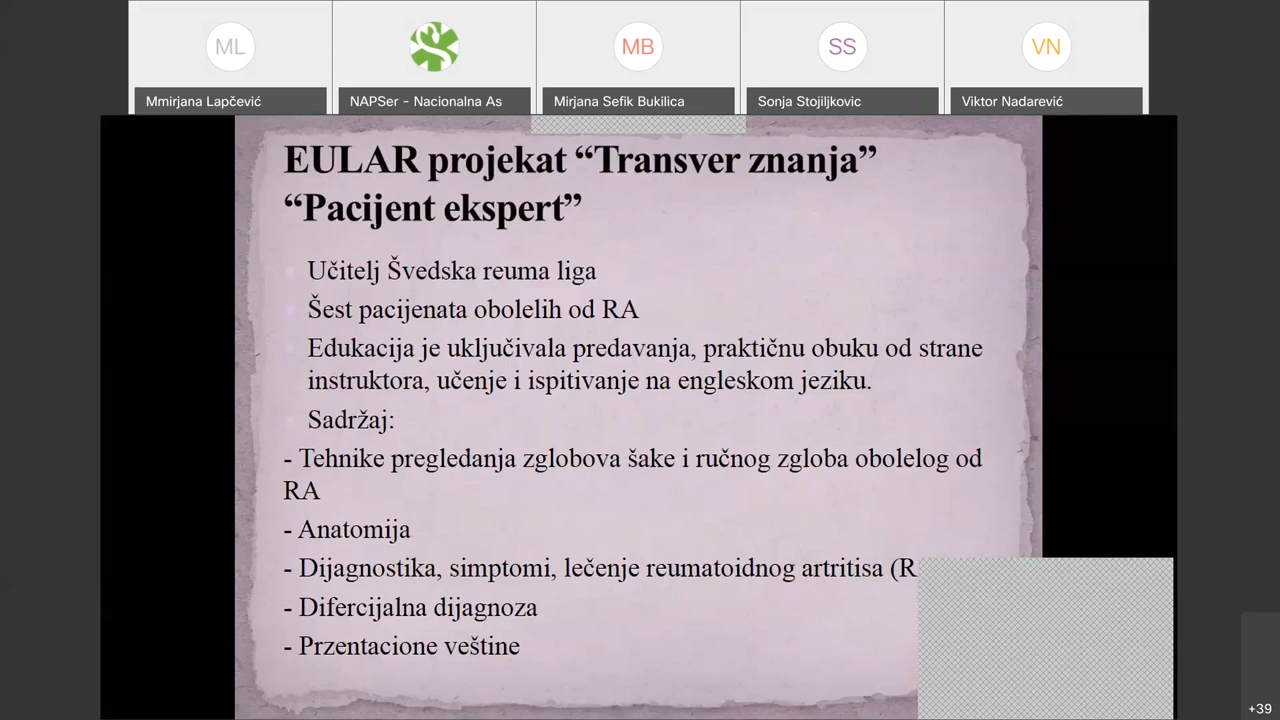 ML
MB
SS
VN
Mmirjana Lapčević
NAPSer - Nacionalna As
Mirjana Sefik Bukilica
Sonja Stojiljkovic
Viktor Nadarević
EULAR projekat “Transver znanja”
“Pacijent ekspert”
Učitelj Švedska reuma liga
Šest pacijenata obolelih od RA
Edukacija je uključivala predavanja, praktičnu obuku od strane
instruktora, učenje i ispitivanje na engleskom jeziku.
Sadržaj:
- Tehnike pregledanja zglobova šake i ručnog zgloba obolelog od
RA
- Anatomija
- Dijagnostika, simptomi, lečenje reumatoidnog artritisa (R
- Difercijalna dijagnoza
- Przentacione veštine
+39